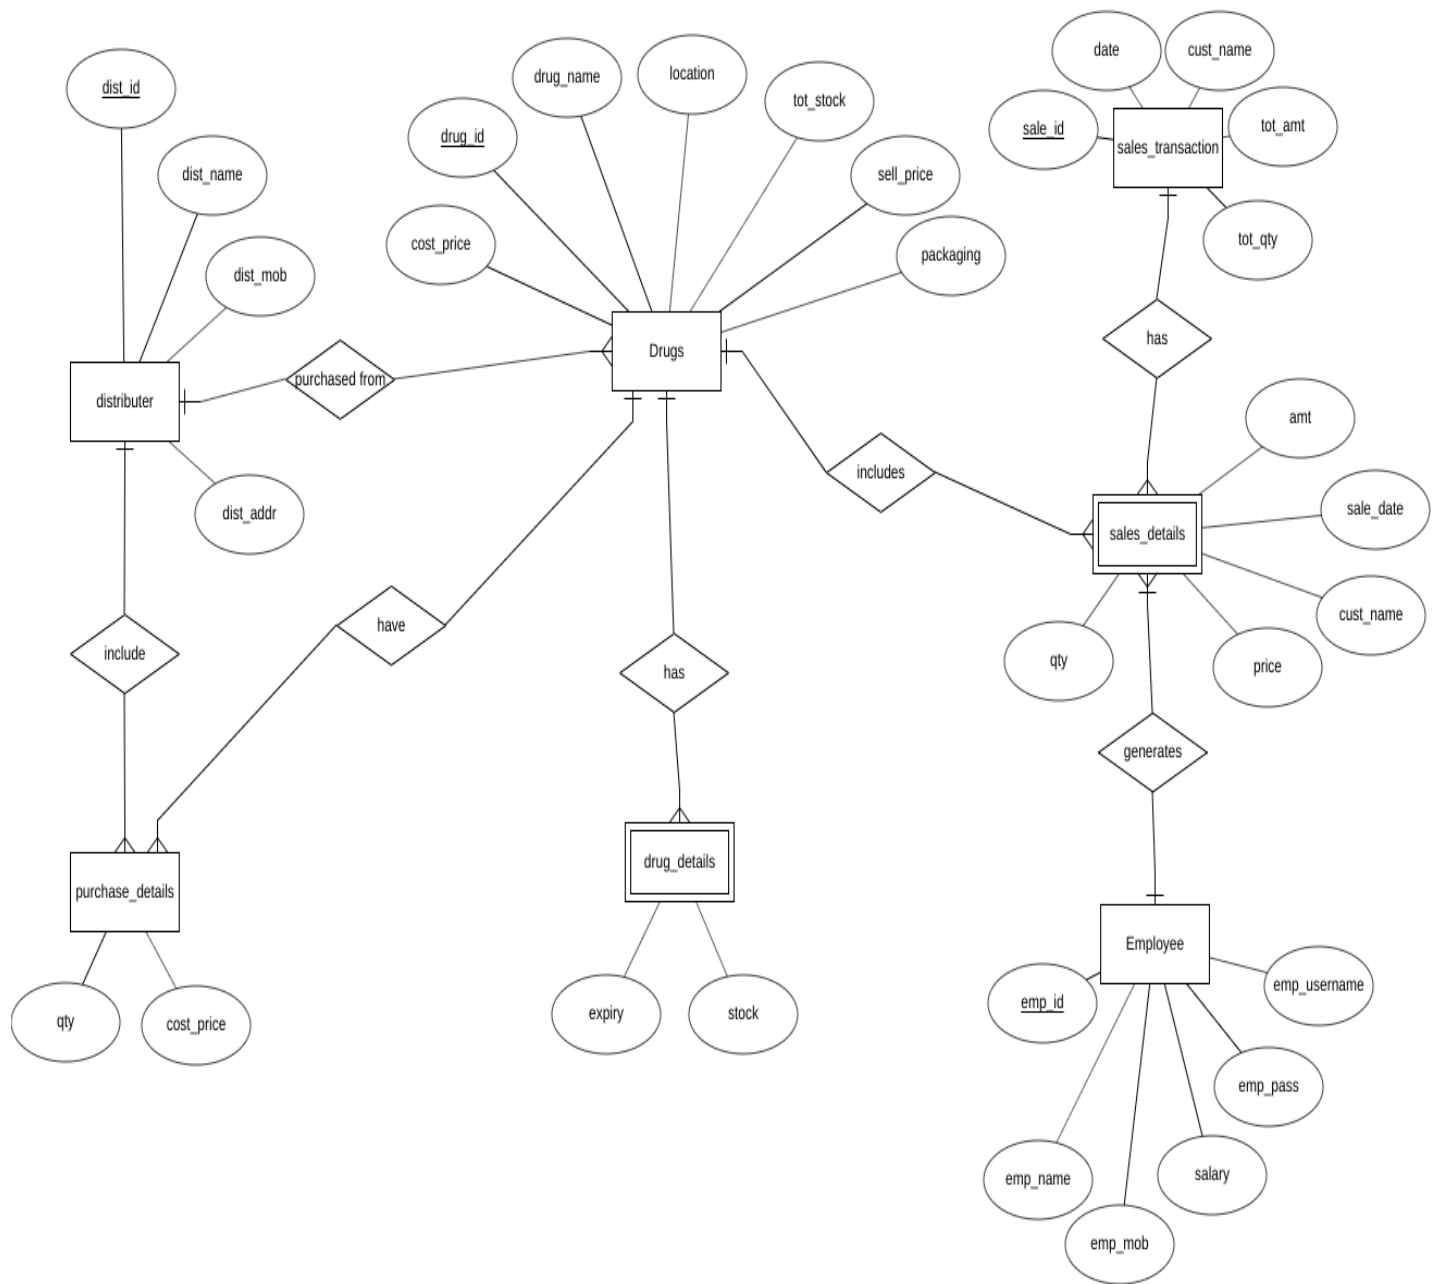 date
cust_name
dist_id
drug_name
location
tot_stock
sale_id
tot_amt
drug_id
sales_transaction
dist_name
sell_price
cost_price
tot_qty
dist_mob
packaging
has
Drugs
purchased from
distributer
amt
includes
sale_date
dist_addr
sales_details
cust_name
have
include
has
qty
price
generates
drug_details
purchase_details
Employee
emp_username
emp_id
qty
cost_price
expiry
stock
emp_pass
emp_name
salary
emp_mob